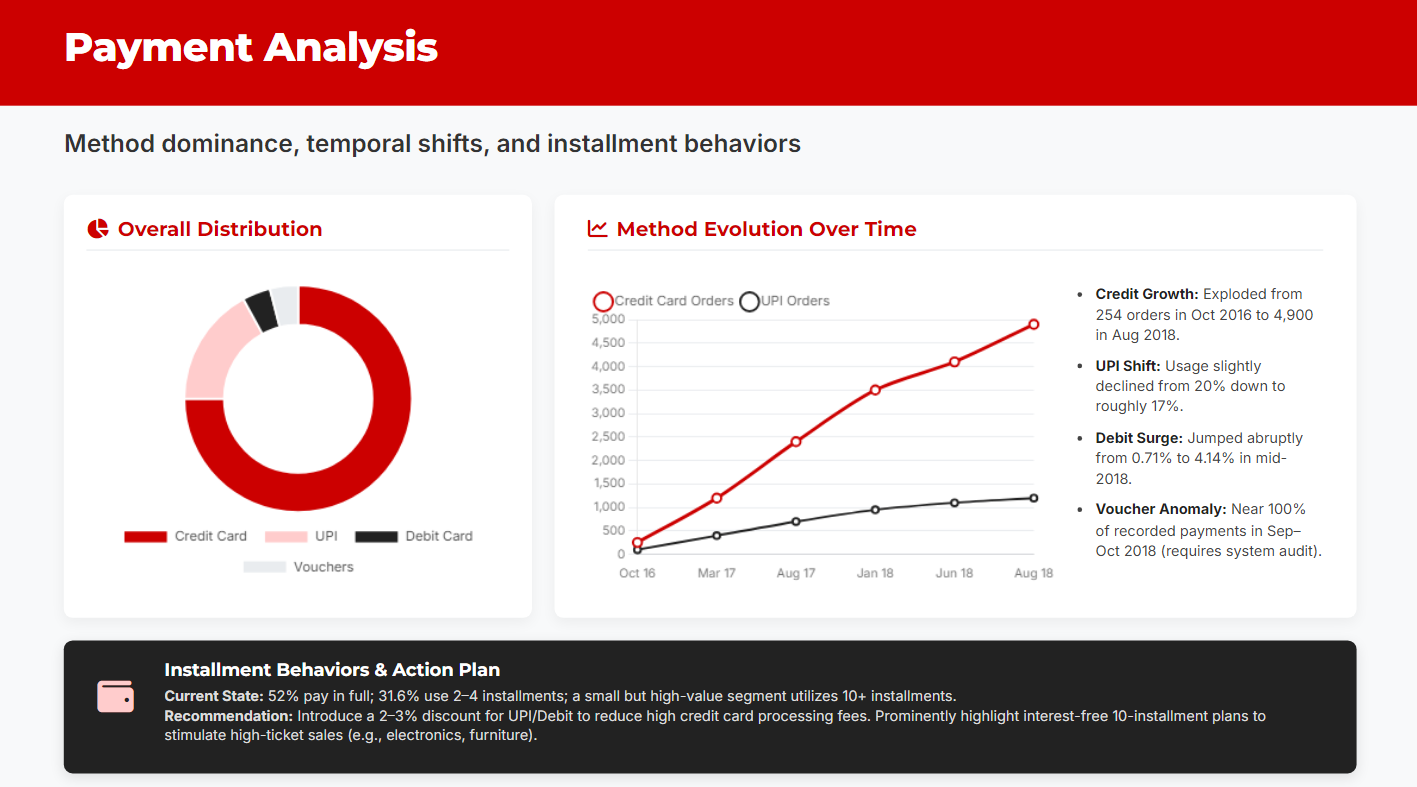 Payment Analysis
Method dominance, temporal shifts, and installment behaviors
Overall Distribution
Credit Card
UPI
Debit Card
Vouchers
Method Evolution Over Time
Credit Card Orders
UPI Orders
5,000
4,500
4,000
3,500
3,000
2,500
2,000
1,500
1,000
500
0
Oct 16
Mar 17
Aug 17
Jan 18
Jun 18
Aug 18
• Credit Growth: Exploded from
254 orders in Oct 2016 to 4,900
in Aug 2018.
• UPI Shift: Usage slightly
declined from 20% down to
roughly 17%.
• Debit Surge: Jumped abruptly
from 0.71% to 4.14% in mid-
2018.
• Voucher Anomaly: Near 100%
of recorded payments in Sep–
Oct 2018 (requires system audit).
Installment Behaviors & Action Plan
Current State: 52% pay in full; 31.6% use 2–4 installments; a small but high-value segment utilizes 10+ installments.
Recommendation: Introduce a 2–3% discount for UPI/Debit to reduce high credit card processing fees. Prominently highlight interest-free 10-installment plans to
stimulate high-ticket sales (e.g., electronics, furniture).